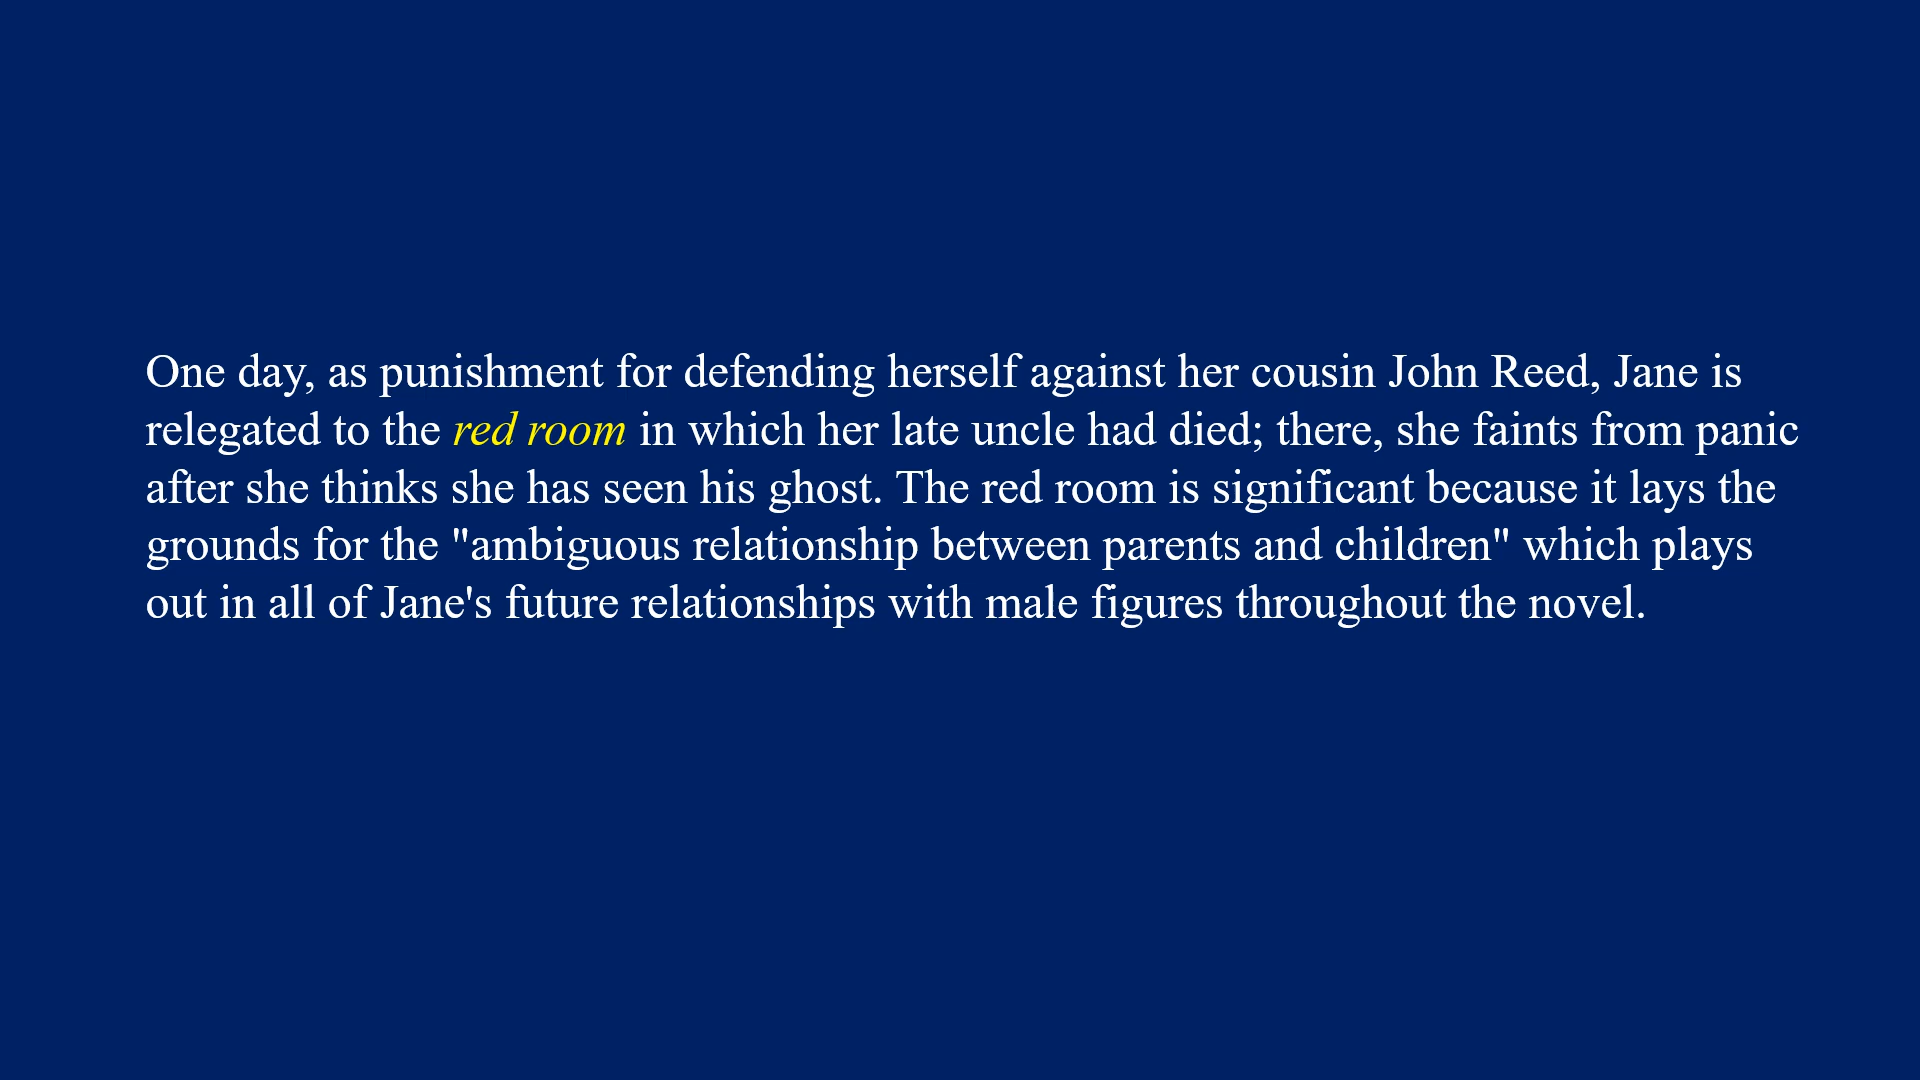 One day, as punishment for defending herself against her cousin John Reed, Jane is
relegated to the red room in which her late uncle had died; there, she faints from panic
after she thinks she has seen his ghost. The red room is significant because it lays the
grounds for the "ambiguous relationship between parents and children" which plays
out in all of Jane's future relationships with male figures throughout the novel.